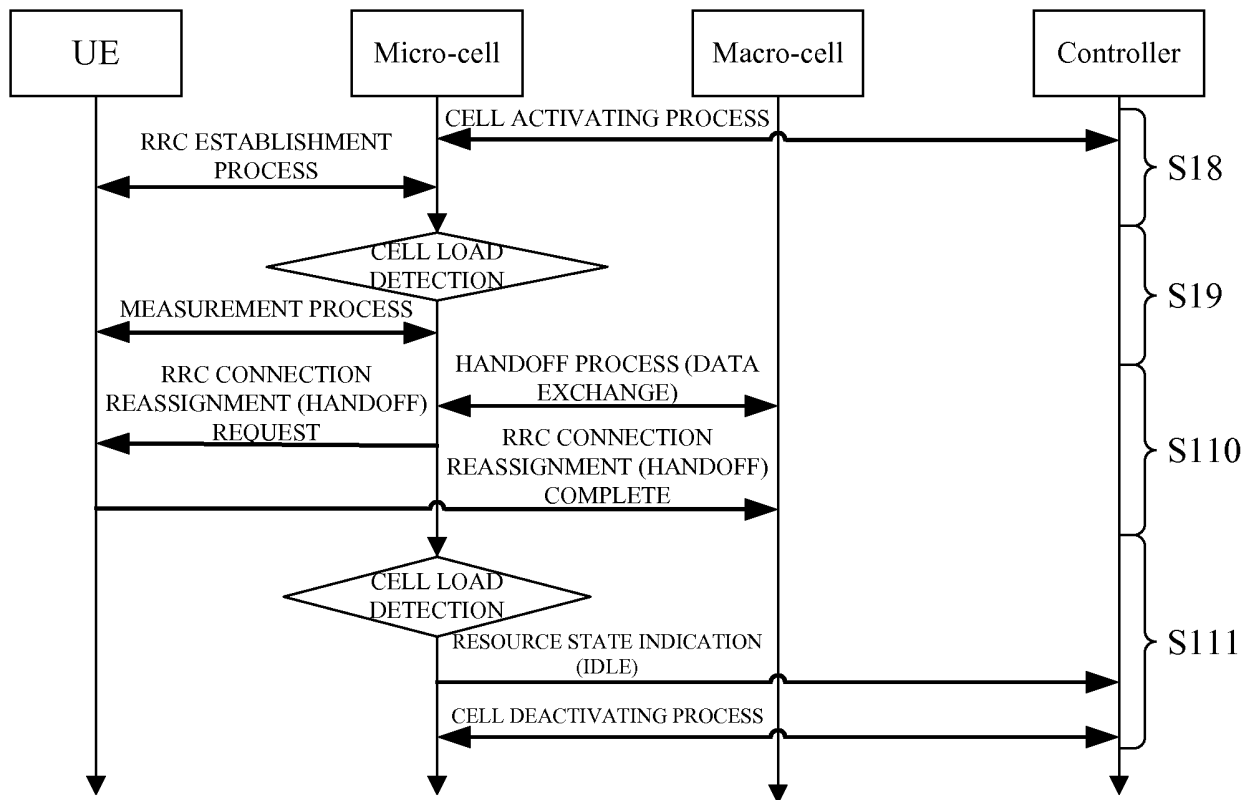 UE
Micro-cell
Macro-cell
Controller
CELL ACTIVATING PROCESS
RRC ESTABLISHMENT
PROCESS
S18
CELL LOAD
DETECTION
MEASUREMENT PROCESS
S19
HANDOFF PROCESS (DATA
EXCHANGE)
RRC CONNECTION
REASSIGNMENT (HANDOFF)
REQUEST
RRC CONNECTION
REASSIGNMENT (HANDOFF)
COMPLETE
S110
CELL LOAD
DETECTION
RESOURCE STATE INDICATION
(IDLE)
CELL DEACTIVATING PROCESS
S111